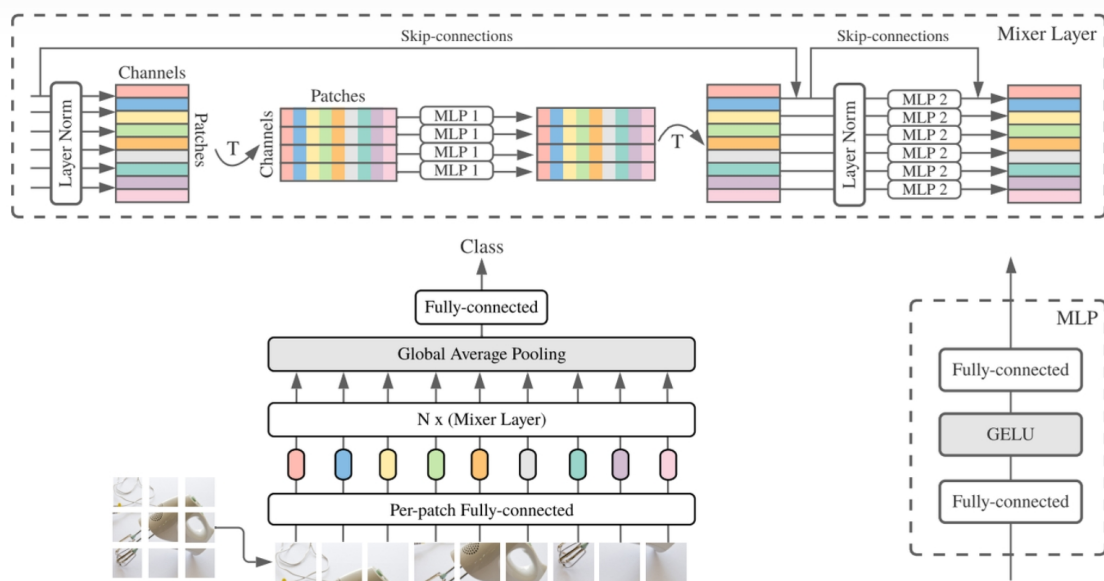 Skip-connections
Skip-connections
Mixer Layer
Channels
Layer Norm
Patches
T
Patches
Channels
MLP 1
MLP 1
MLP 1
MLP 1
T
Layer Norm
MLP 2
MLP 2
MLP 2
MLP 2
MLP 2
MLP 2
Class
Fully-connected
Global Average Pooling
N x (Mixer Layer)
Per-patch Fully-connected
MLP
Fully-connected
GELU
Fully-connected